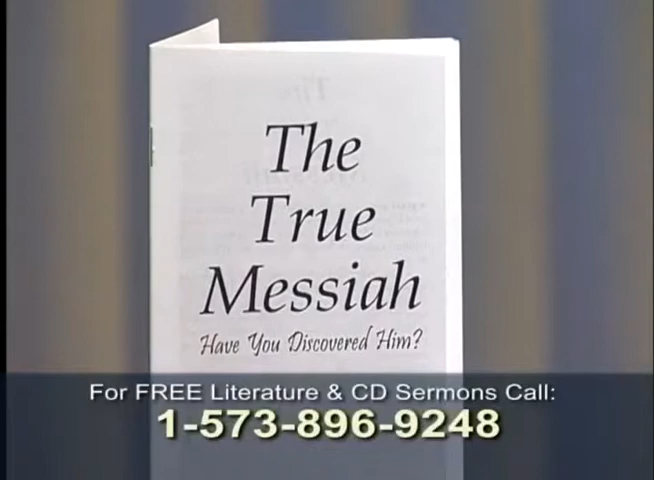 The
True
Messiah
Have You Discovered Him?
For FREE Literature & CD Sermons Call:
1-573-896-9248